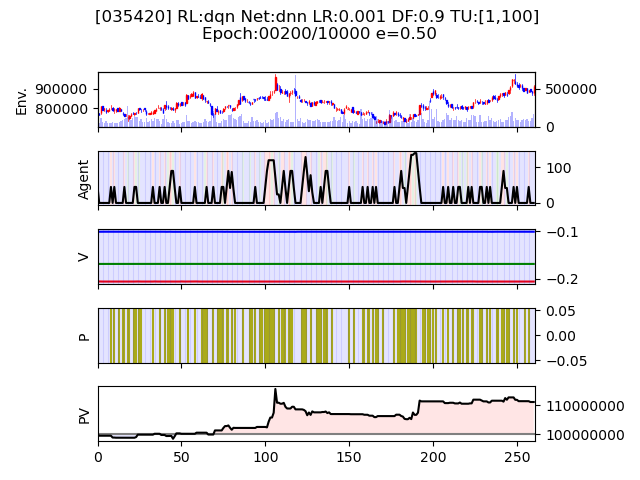 [035420] RL:dqn Net:dnn LR:0.001 DF:0.9 TU:[1,100]
Epoch:00200/10000 e=0.50
Env.
900000
800000
500000
0
Agent
100
0
V
−0.1
−0.2
P
0.05
0.00
−0.05
PV
110000000
100000000
0 50 100 150 200 250